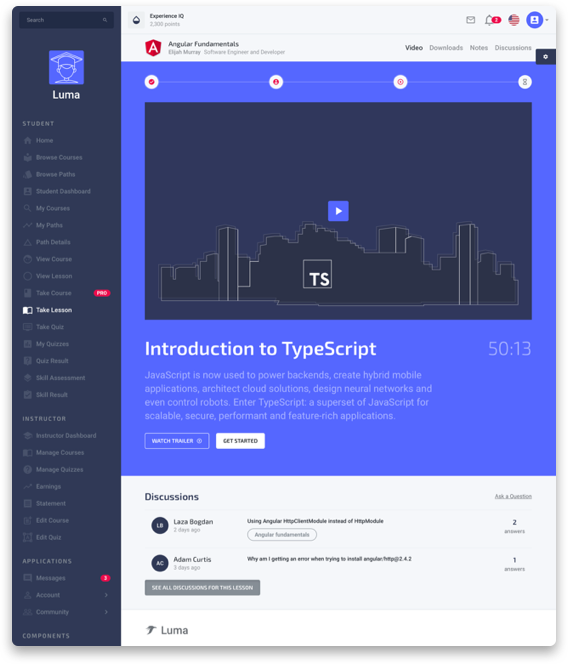 Search
Experience IQ
2,300 points
2
Angular Fundamentals
Elijah Murray Software Engineer and Developer
Video Downloads Notes Discussions
Luma
STUDENT
Home
Browse Courses
Browse Paths
Student Dashboard
My Courses
My Paths
Path Details
View Course
View Lesson
Take Course PRO
Take Lesson
Take Quiz
My Quizzes
Quiz Result
Skill Assessment
Skill Result
INSTRUCTOR
Instructor Dashboard
Manage Courses
Manage Quizzes
Earnings
Statement
Edit Course
Edit Quiz
APPLICATIONS
Messages 3
Account
Community
COMPONENTS
TS
Introduction to TypeScript 50:13
JavaScript is now used to power backends, create hybrid mobile
applications, architect cloud solutions, design neural networks and
even control robots. Enter TypeScript: a superset of JavaScript for
scalable, secure, performant and feature-rich applications.
WATCH TRAILER GET STARTED
Discussions Ask a Question
LB Laza Bogdan Using Angular HttpClientModule instead of HttpModule 2
2 days ago Angular fundamentals answers
AC Adam Curtis Why am I getting an error when trying to install angular/http@2.4.2 1
3 days ago answers
SEE ALL DISCUSSIONS FOR THIS LESSON
Luma